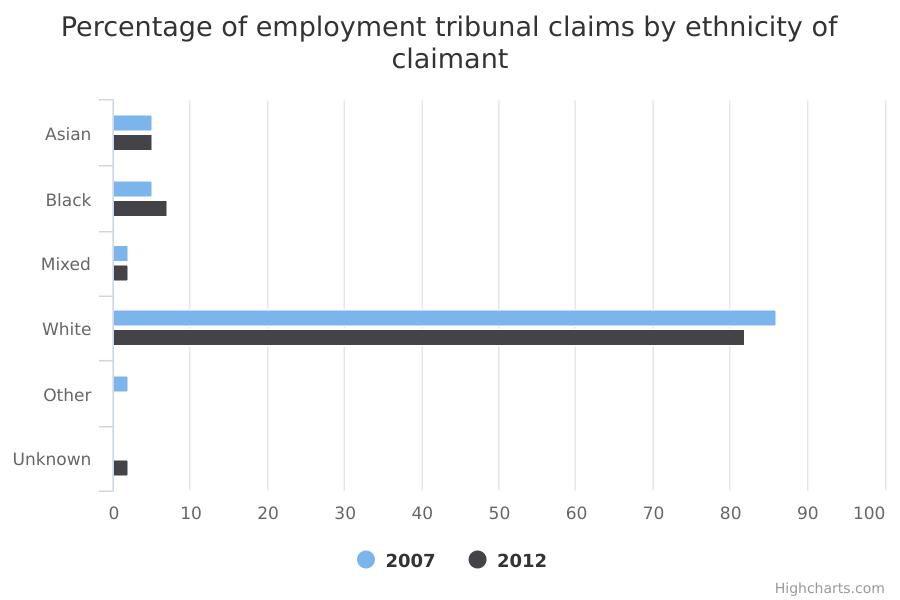 Percentage of employment tribunal claims by ethnicity of
claimant
Asian
Black
Mixed
White
Other
Unknown
0 10 20 30 40 50 60 70 80 90 100
2007 2012
Highcharts.com